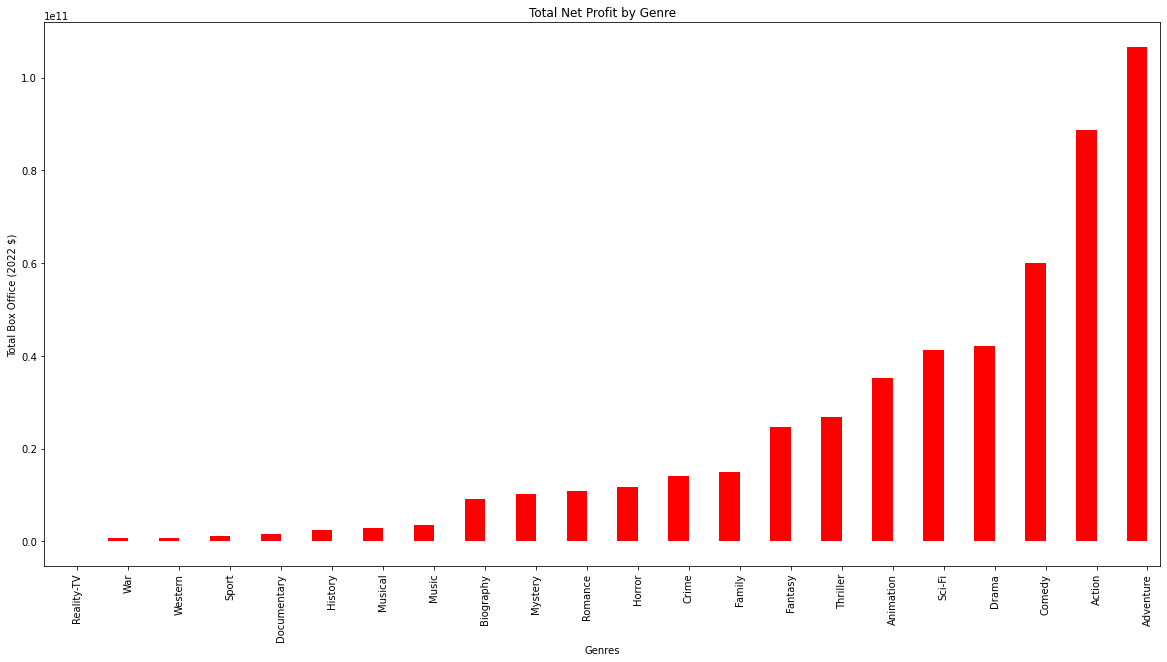 Total Net Profit by Genre
1e11
1.0
0.8
0.6
0.4
0.2
0.0
Total Box Office (2022 $)
Reality-TV
War
Western
Sport
Documentary
History
Musical
Music
Biography
Mystery
Romance
Horror
Crime
Family
Fantasy
Thriller
Animation
Sci-Fi
Drama
Comedy
Action
Adventure
Genres